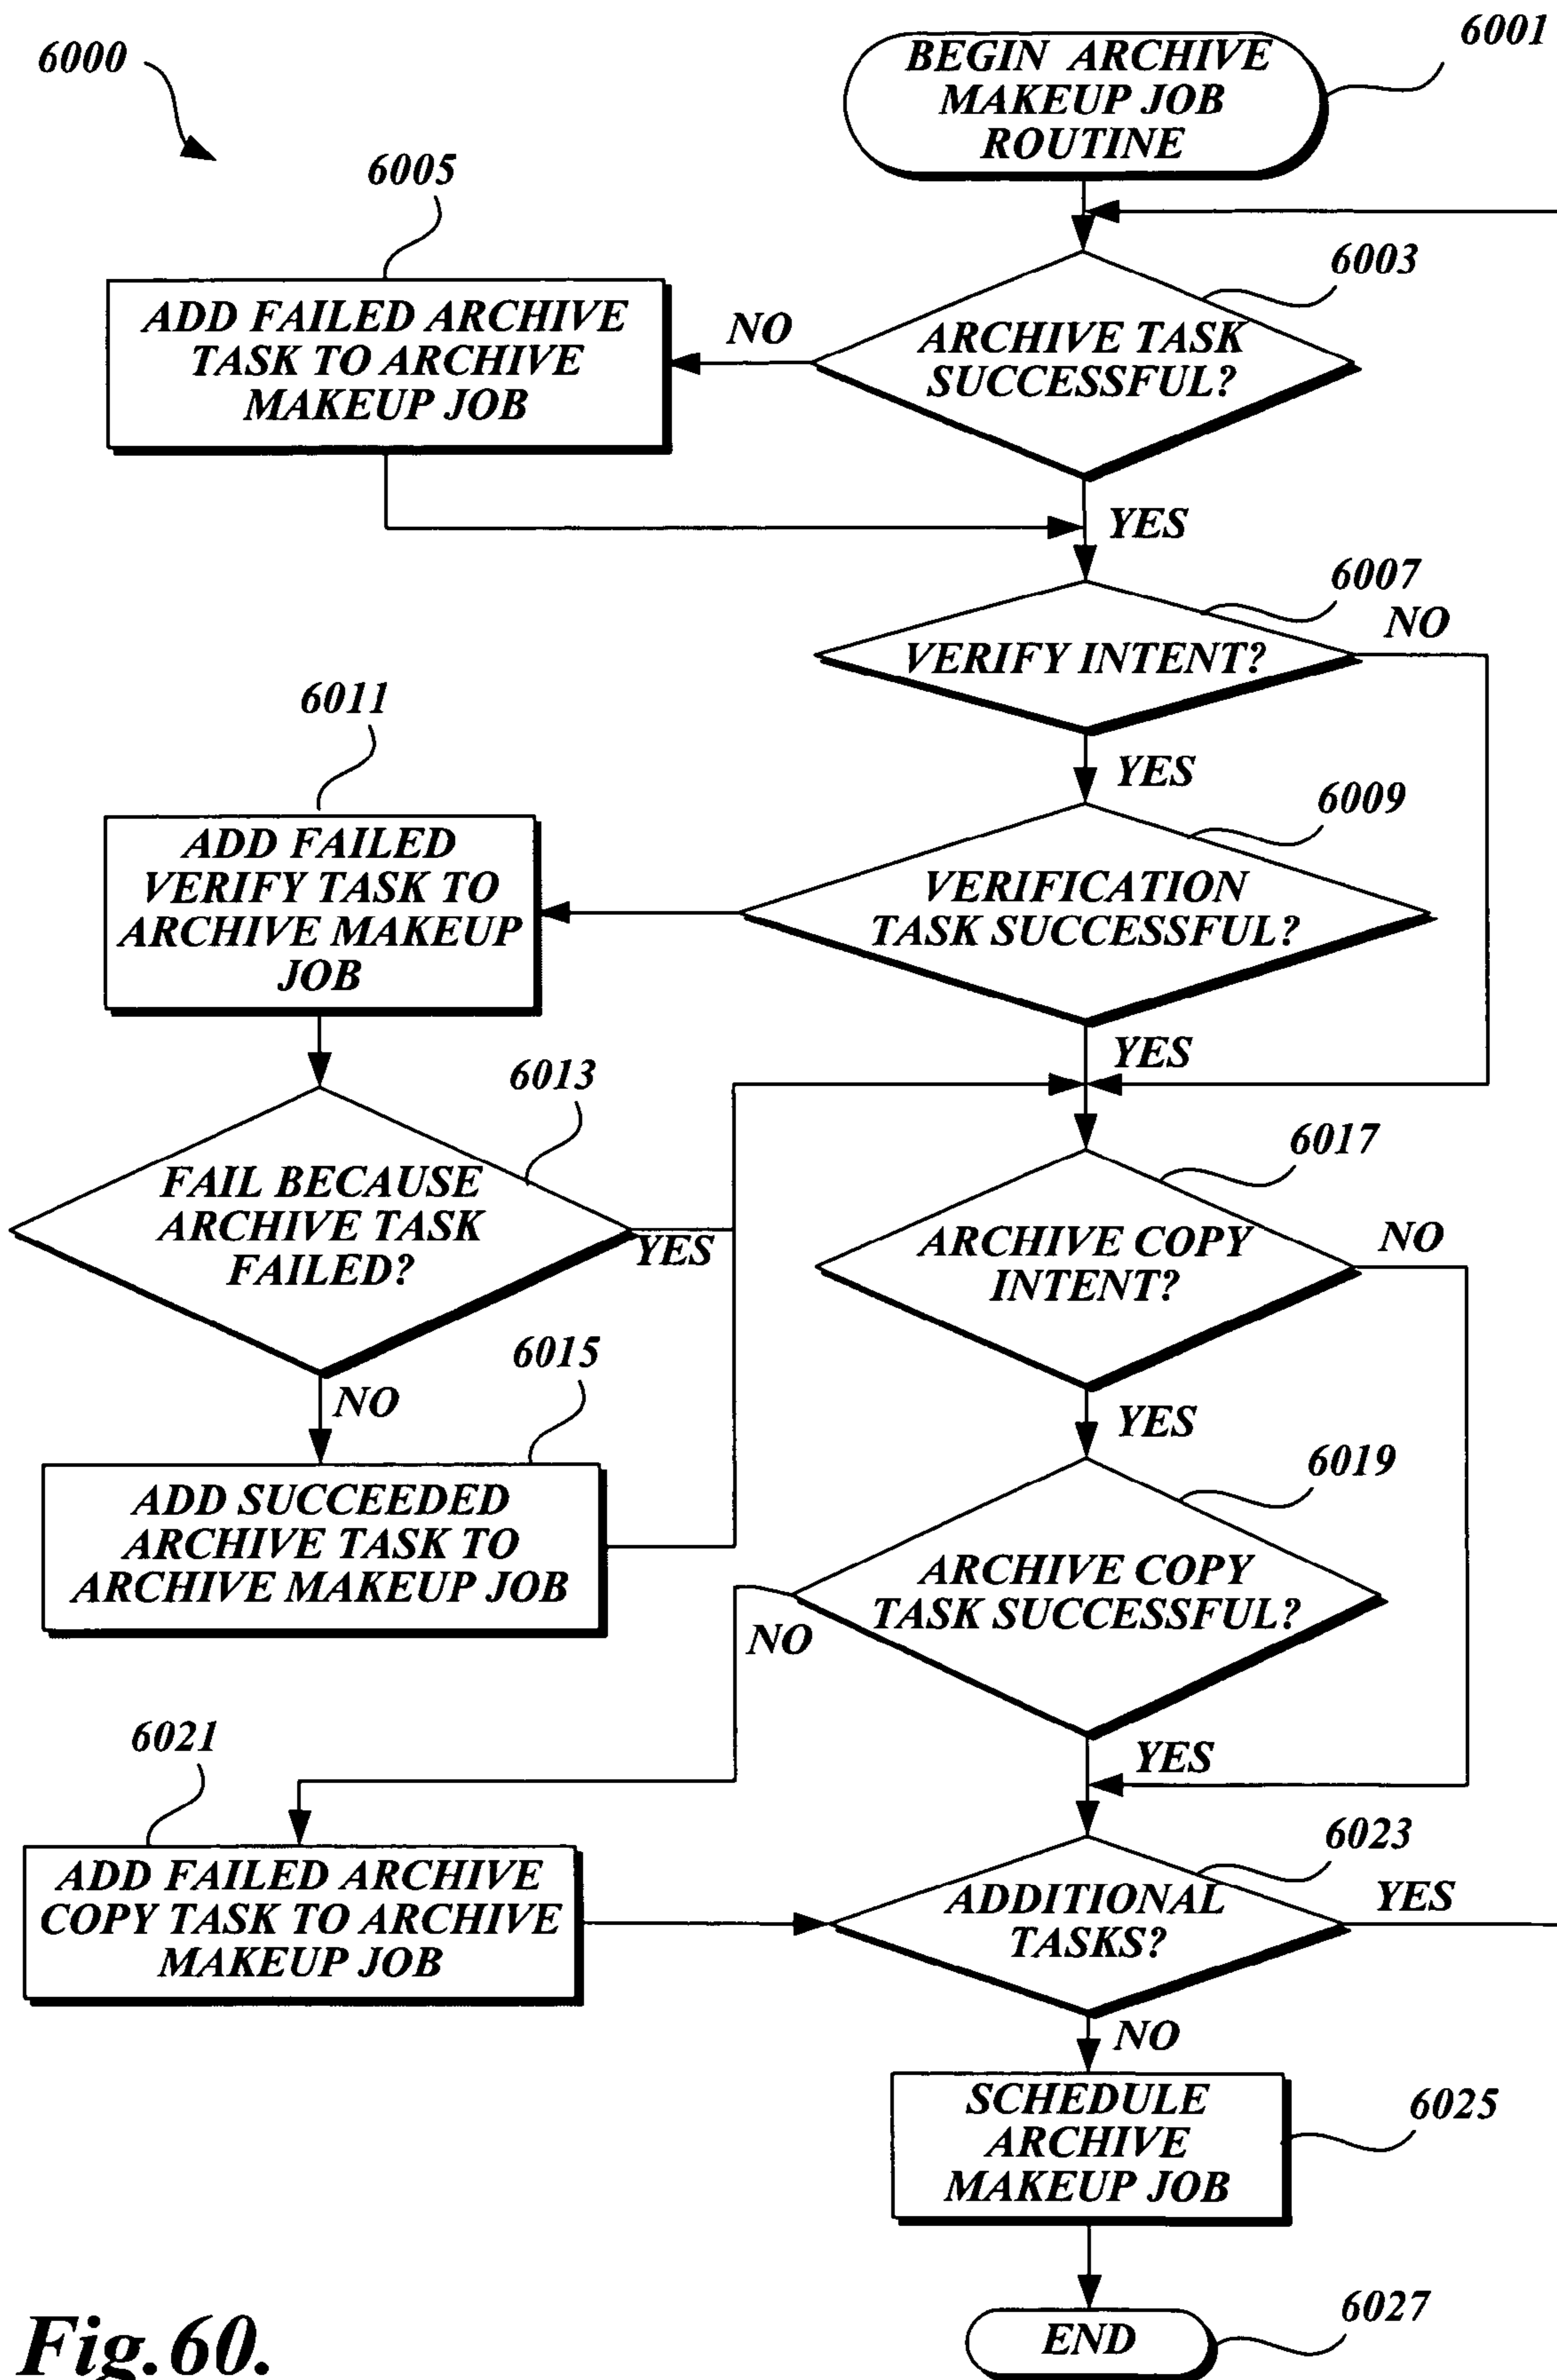 6000
6001
BEGIN ARCHIVE
MAKEUP JOB
ROUTINE
6005
6003
ADD FAILED ARCHIVE
TASK TO ARCHIVE
MAKEUP JOB
NO
ARCHIVE TASK
SUCCESSFUL?
YES
6007
NO
VERIFY INTENT?
6011
YES
6009
ADD FAILED
VERIFY TASK TO
ARCHIVE MAKEUP
JOB
VERIFICATION
TASK SUCCESSFUL?
YES
6013
FAIL BECAUSE
ARCHIVE TASK
FAILED?
YES
6017
ARCHIVE COPY
INTENT?
NO
NO
6015
YES
6019
ADD SUCCEEDED
ARCHIVE TASK TO
ARCHIVE MAKEUP JOB
ARCHIVE COPY
TASK SUCCESSFUL?
NO
YES
6021
6023
ADD FAILED ARCHIVE
COPY TASK TO ARCHIVE
MAKEUP JOB
ADDITIONAL
TASKS?
YES
NO
SCHEDULE
ARCHIVE
MAKEUP JOB
6025
END
6027
Fig.60.